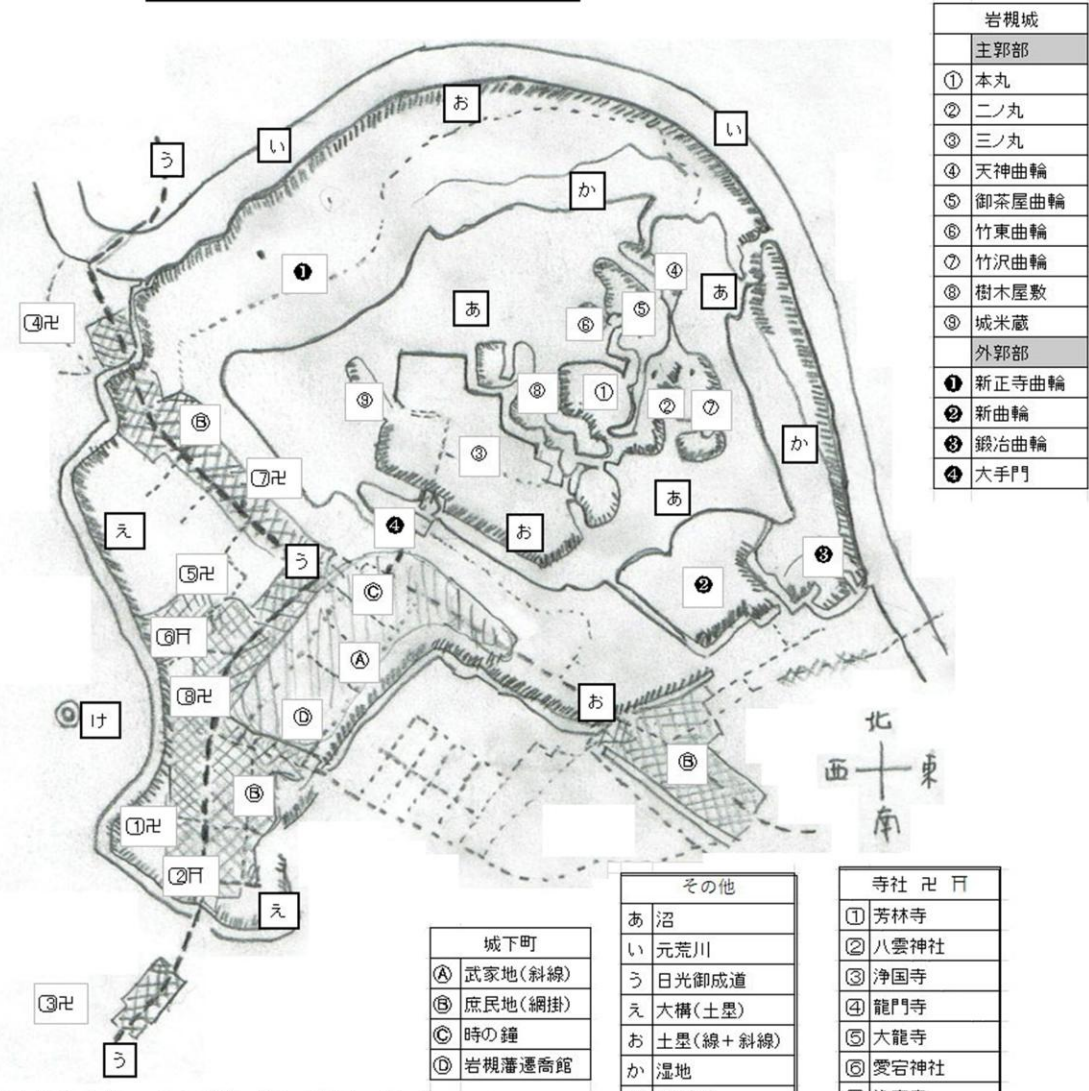 岩槻城
主郭部
① 本丸
② 二ノ丸
③ 三ノ丸
④ 天神曲輪
⑤ 御茶屋曲輪
⑥ 竹東曲輪
⑦ 竹沢曲輪
⑧ 樹木屋敷
⑨ 城米蔵
外郭部
❶ 新正寺曲輪
❷ 新曲輪
❸ 鍛冶曲輪
❹ 大手門
お
い
い
う
か
④
❶
あ
あ
④卍
⑤
⑥
⑨
⑧
①
②
⑦
Ⓑ
③
か
⑦卍
あ
え
❹
お
う
❸
⑤卍
Ⓒ
❷
⑥⛩
Ⓐ
⑧卍
お
け
Ⓓ
北
西 東
南
Ⓑ
Ⓑ
①卍
②⛩
え
③卍
う
城下町
Ⓐ 武家地(斜線)
Ⓑ 庶民地(網掛)
Ⓒ 時の鐘
Ⓓ 岩槻藩遷喬館
その他
あ 沼
い 元荒川
う 日光御成道
え 大構(土塁)
お 土塁(線+斜線)
か 湿地
寺社 卍 ⛩
① 芳林寺
② 八雲神社
③ 浄国寺
④ 龍門寺
⑤ 大龍寺
⑥ 愛宕神社